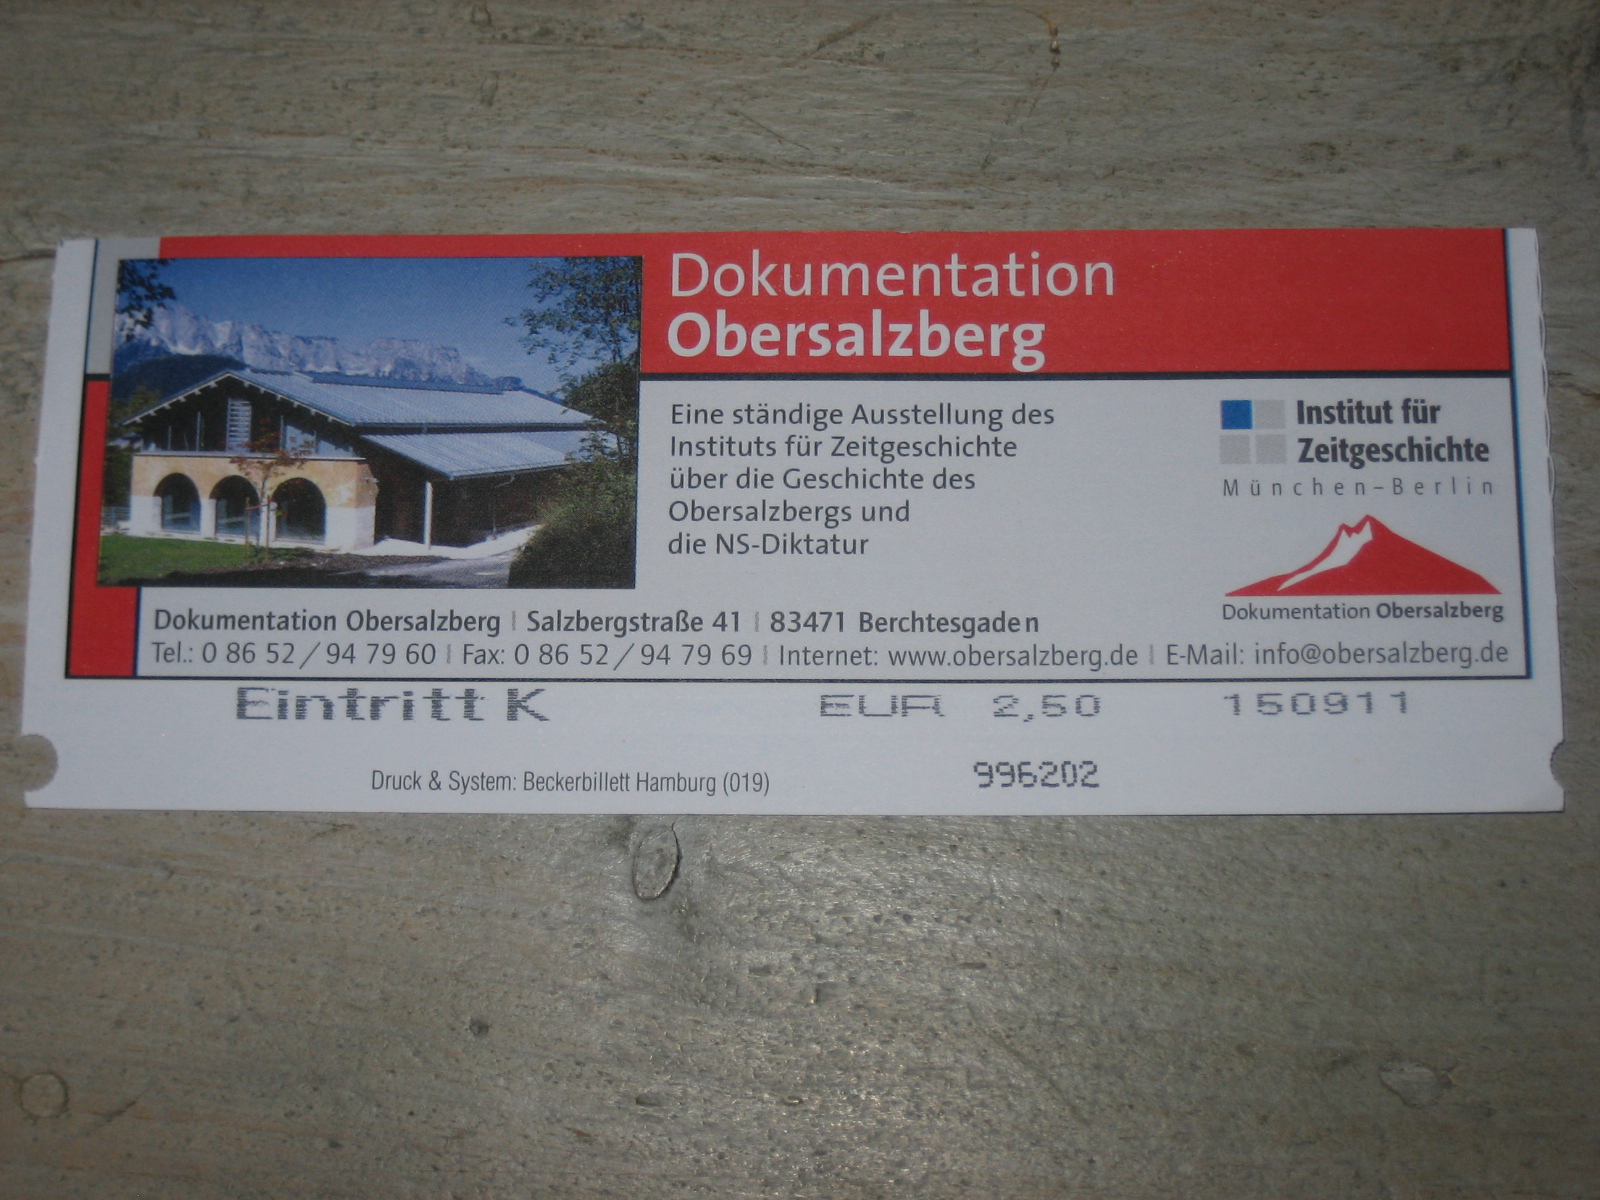 Dokumentation
Obersalzberg
Eine ständige Ausstellung des
Instituts für Zeitgeschichte
über die Geschichte des
Obersalzbergs und
die NS-Diktatur
Institut für
Zeitgeschichte
München-Berlin
Dokumentation Obersalzberg
Dokumentation Obersalzberg | Salzbergstraße 41 | 83471 Berchtesgaden
Tel.: 0 86 52 / 94 79 60 | Fax: 0 86 52 / 94 79 69 | Internet: www.obersalzberg.de | E-Mail: info@obersalzberg.de
Eintritt K EUR 2,50 150911
Druck & System: Beckerbillett Hamburg (019) 996202